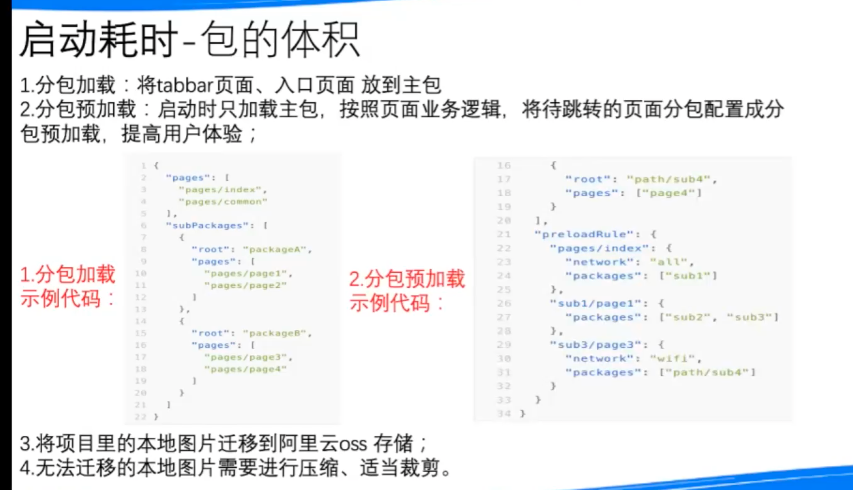 启动耗时-包的体积
1.分包加载：将tabbar页面、入口页面 放到主包
2.分包预加载：启动时只加载主包，按照页面业务逻辑，将待跳转的页面分包配置成分
包预加载，提高用户体验；
1.分包加载
示例代码：
1 {
2 "pages": [
3 "pages/index",
4 "pages/common"
5 ],
6 "subPackages": [
7 {
8 "root": "packageA",
9 "pages": [
10 "pages/page1",
11 "pages/page2"
12 ]
13 },
14 {
15 "root": "packageB",
16 "pages": [
17 "pages/page3",
18 "pages/page4"
19 ]
20 }
21 ]
22 }
2.分包预加载
示例代码：
16 {
17 "root": "path/sub4",
18 "pages": ["page4"]
19 }
20 ],
21 "preloadRule": {
22 "pages/index": {
23 "network": "all",
24 "packages": ["sub1"]
25 },
26 "sub1/page1": {
27 "packages": ["sub2", "sub3"]
28 },
29 "sub3/page3": {
30 "network": "wifi",
31 "packages": ["path/sub4"]
32 }
33 }
34 }
3.将项目里的本地图片迁移到阿里云oss 存储；
4.无法迁移的本地图片需要进行压缩、适当裁剪。